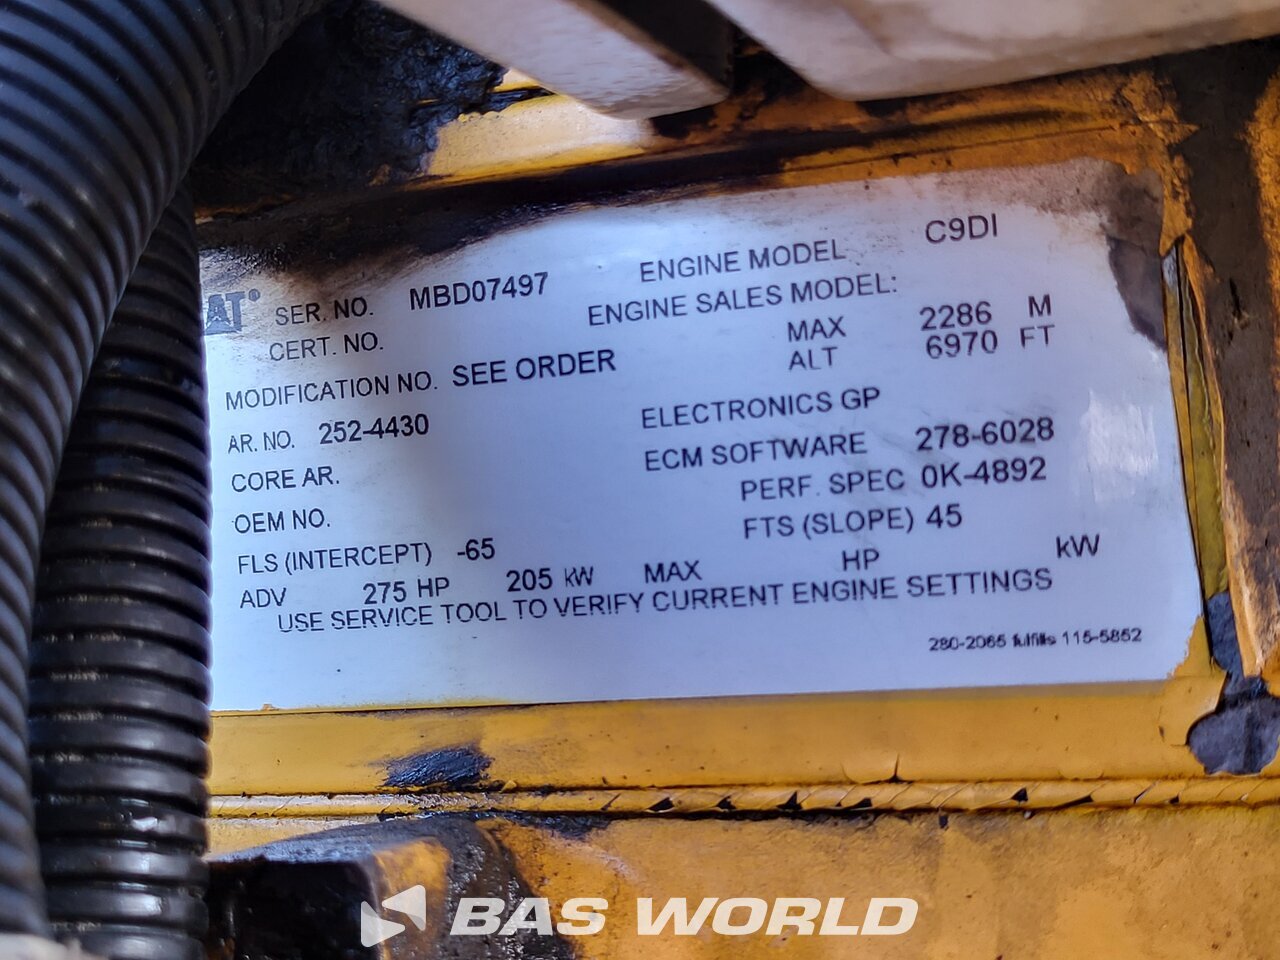 CAT® SER. NO. MBD07497 ENGINE MODEL C9DI
CERT. NO. ENGINE SALES MODEL:
MODIFICATION NO. SEE ORDER MAX ALT 2286 M 6970 FT
AR. NO. 252-4430 ELECTRONICS GP
CORE AR. ECM SOFTWARE 278-6028
OEM NO. PERF. SPEC 0K-4892
FLS (INTERCEPT) -65 FTS (SLOPE) 45
ADV 275 HP 205 kW MAX HP kW
USE SERVICE TOOL TO VERIFY CURRENT ENGINE SETTINGS
280-2065 fulfills 115-5852
BAS WORLD